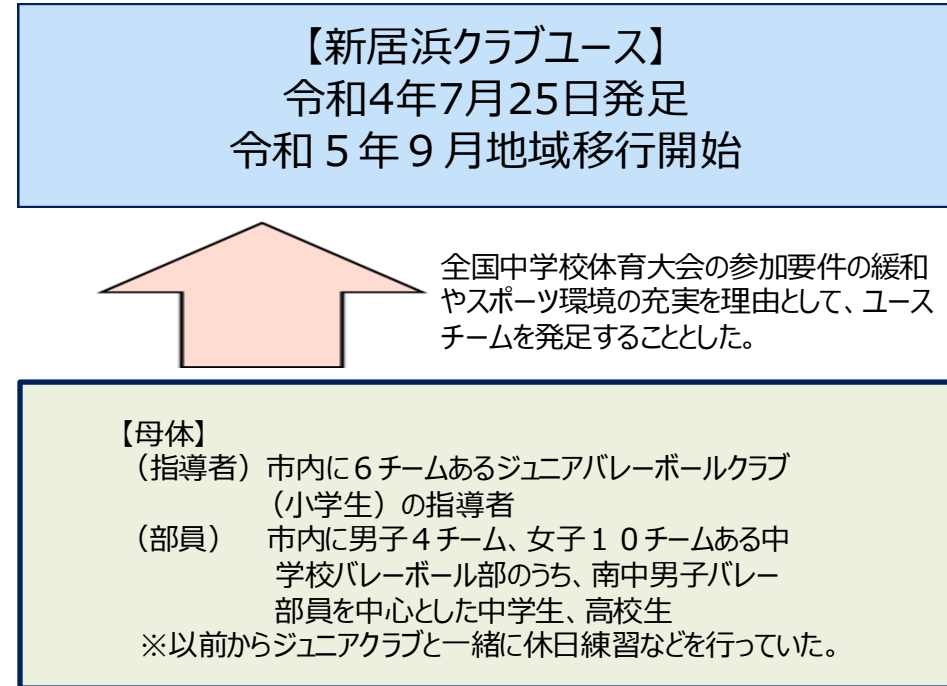 【新居浜クラブユース】
令和4年7月25日発足
令和５年９月地域移行開始
全国中学校体育大会の参加要件の緩和
やスポーツ環境の充実を理由として、ユース
チームを発足することとした。
【母体】
（指導者）市内に６チームあるジュニアバレーボールクラブ
（小学生）の指導者
（部員）　市内に男子４チーム、女子１０チームある中
学校バレーボール部のうち、南中男子バレー
部員を中心とした中学生、高校生
※以前からジュニアクラブと一緒に休日練習などを行っていた。